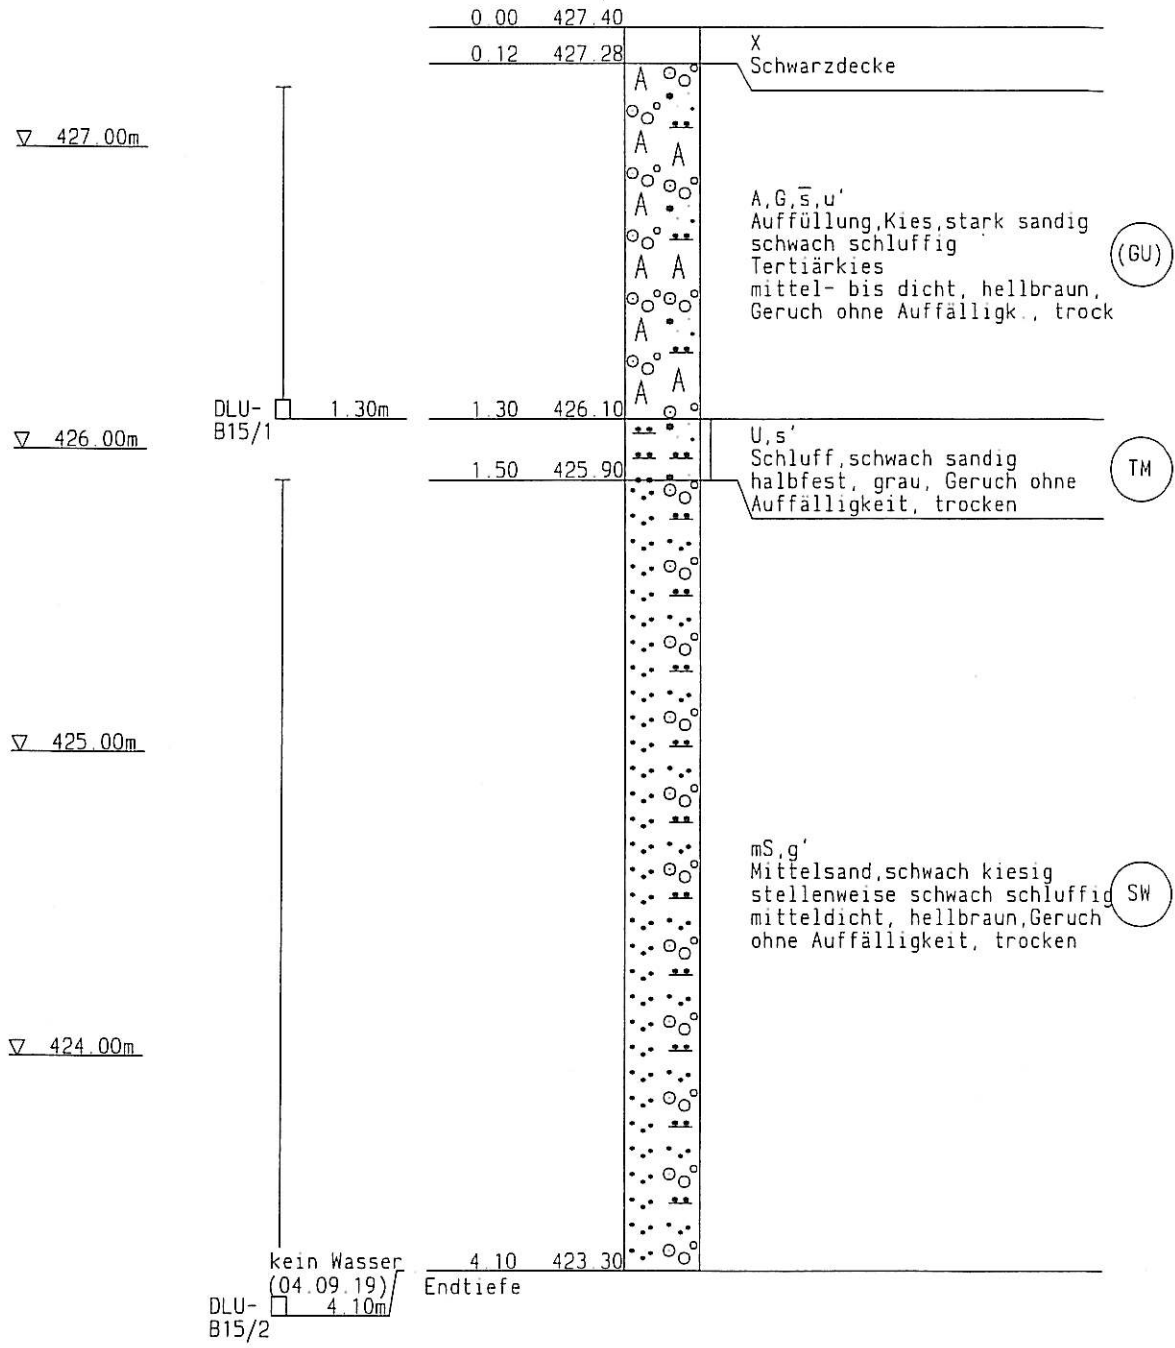 0.00 427.40
0.12 427.28
X
Schwarzdecke
427.00m
A,G,s̅,u'
Auffüllung,Kies,stark sandig
schwach schluffig
Tertiärkies
mittel- bis dicht, hellbraun,
Geruch ohne Auffälligk., trock
(GU)
DLU-
B15/1
1.30m
1.30 426.10
426.00m
U,s'
Schluff,schwach sandig
halbfest, grau, Geruch ohne
Auffälligkeit, trocken
TM
1.50 425.90
425.00m
mS,g'
Mittelsand,schwach kiesig
stellenweise schwach schluffig
mitteldicht, hellbraun,Geruch
ohne Auffälligkeit, trocken
SW
424.00m
kein Wasser
(04.09.19)
4.10 423.30
Endtiefe
DLU-
B15/2
4.10m